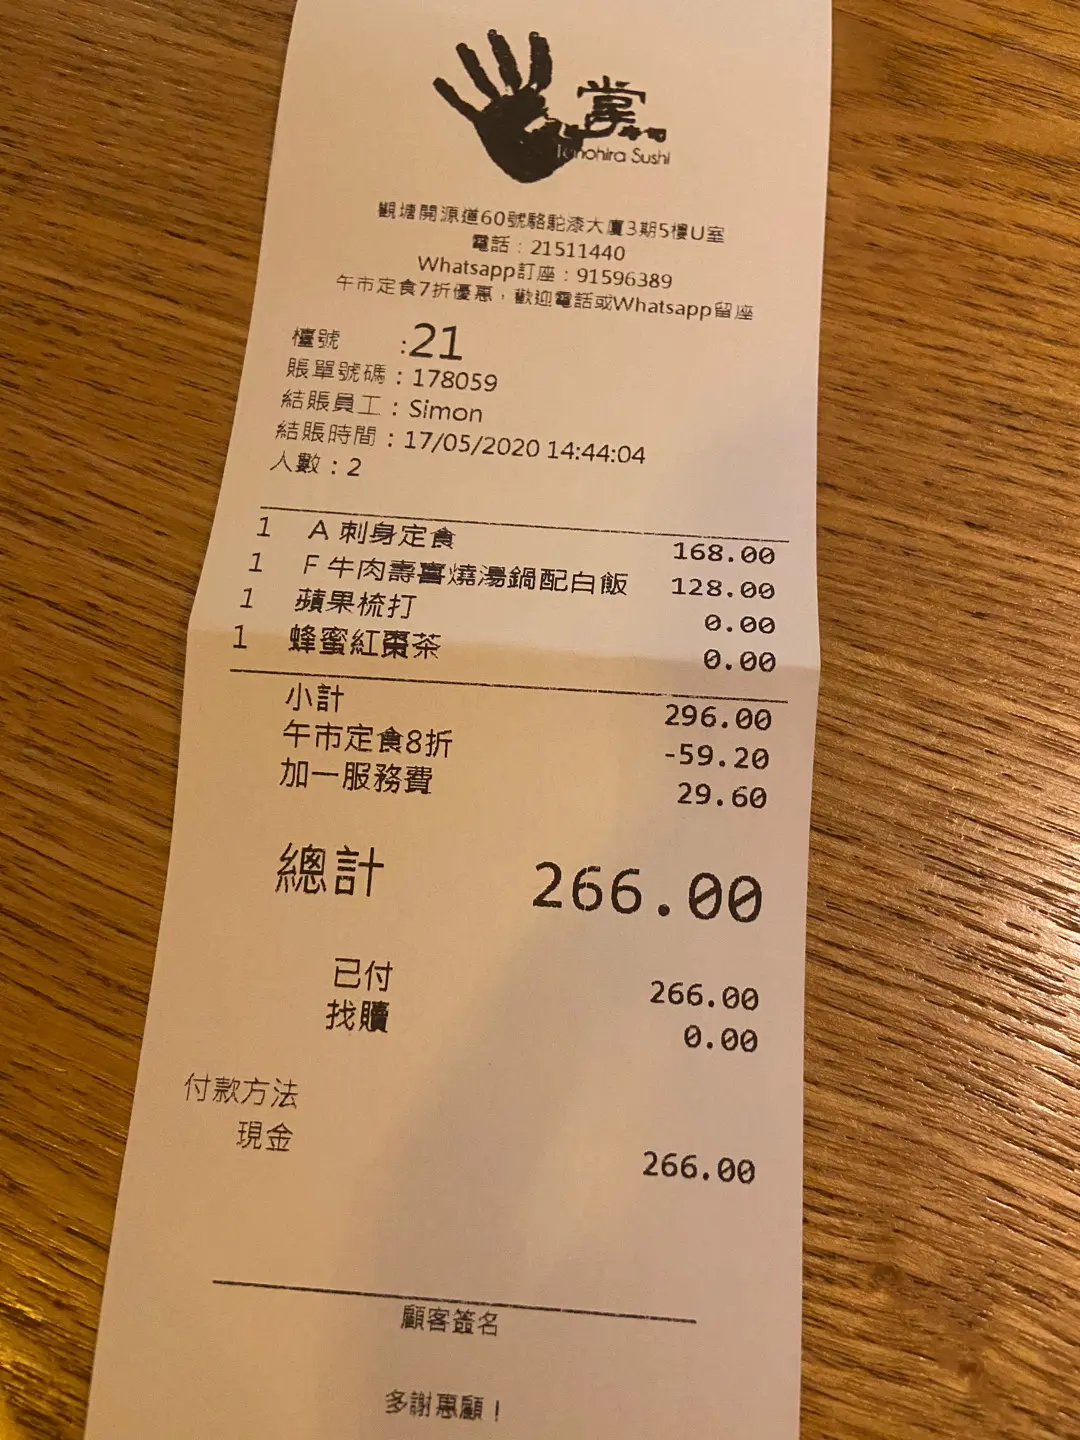 掌壽司
Tenohira Sushi
觀塘開源道60號駱駝漆大廈3期5樓U室
電話：21511440
Whatsapp訂座：91596389
午市定食7折優惠，歡迎電話或Whatsapp留座
檯號 :21
賬單號碼：178059
結賬員工：Simon
結賬時間：17/05/2020 14:44:04
人數：2
1 A 刺身定食 168.00
1 F 牛肉壽喜燒湯鍋配白飯 128.00
1 蘋果梳打 0.00
1 蜂蜜紅棗茶 0.00
小計 296.00
午市定食8折 -59.20
加一服務費 29.60
總計 266.00
已付 266.00
找贖 0.00
付款方法
現金 266.00
顧客簽名
多謝惠顧！